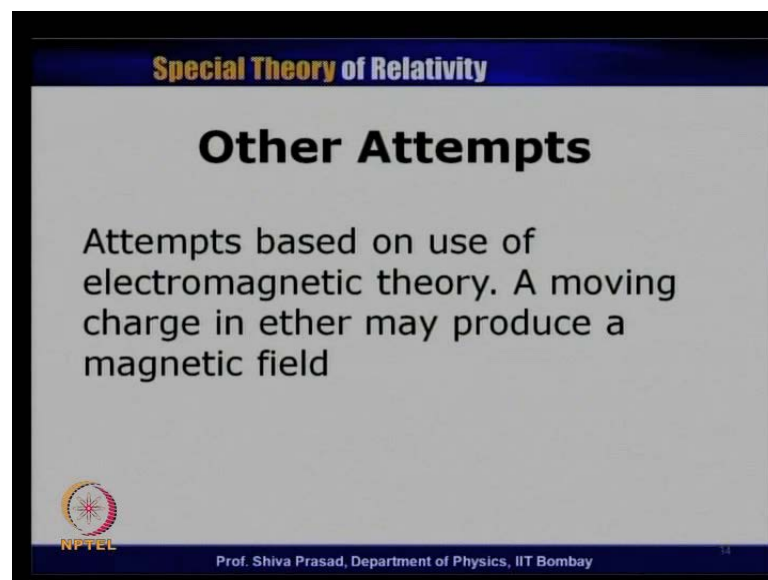 Special Theory of Relativity
Other Attempts
Attempts based on use of
electromagnetic theory. A moving
charge in ether may produce a
magnetic field
NPTEL
Prof. Shiva Prasad, Department of Physics, IIT Bombay
34